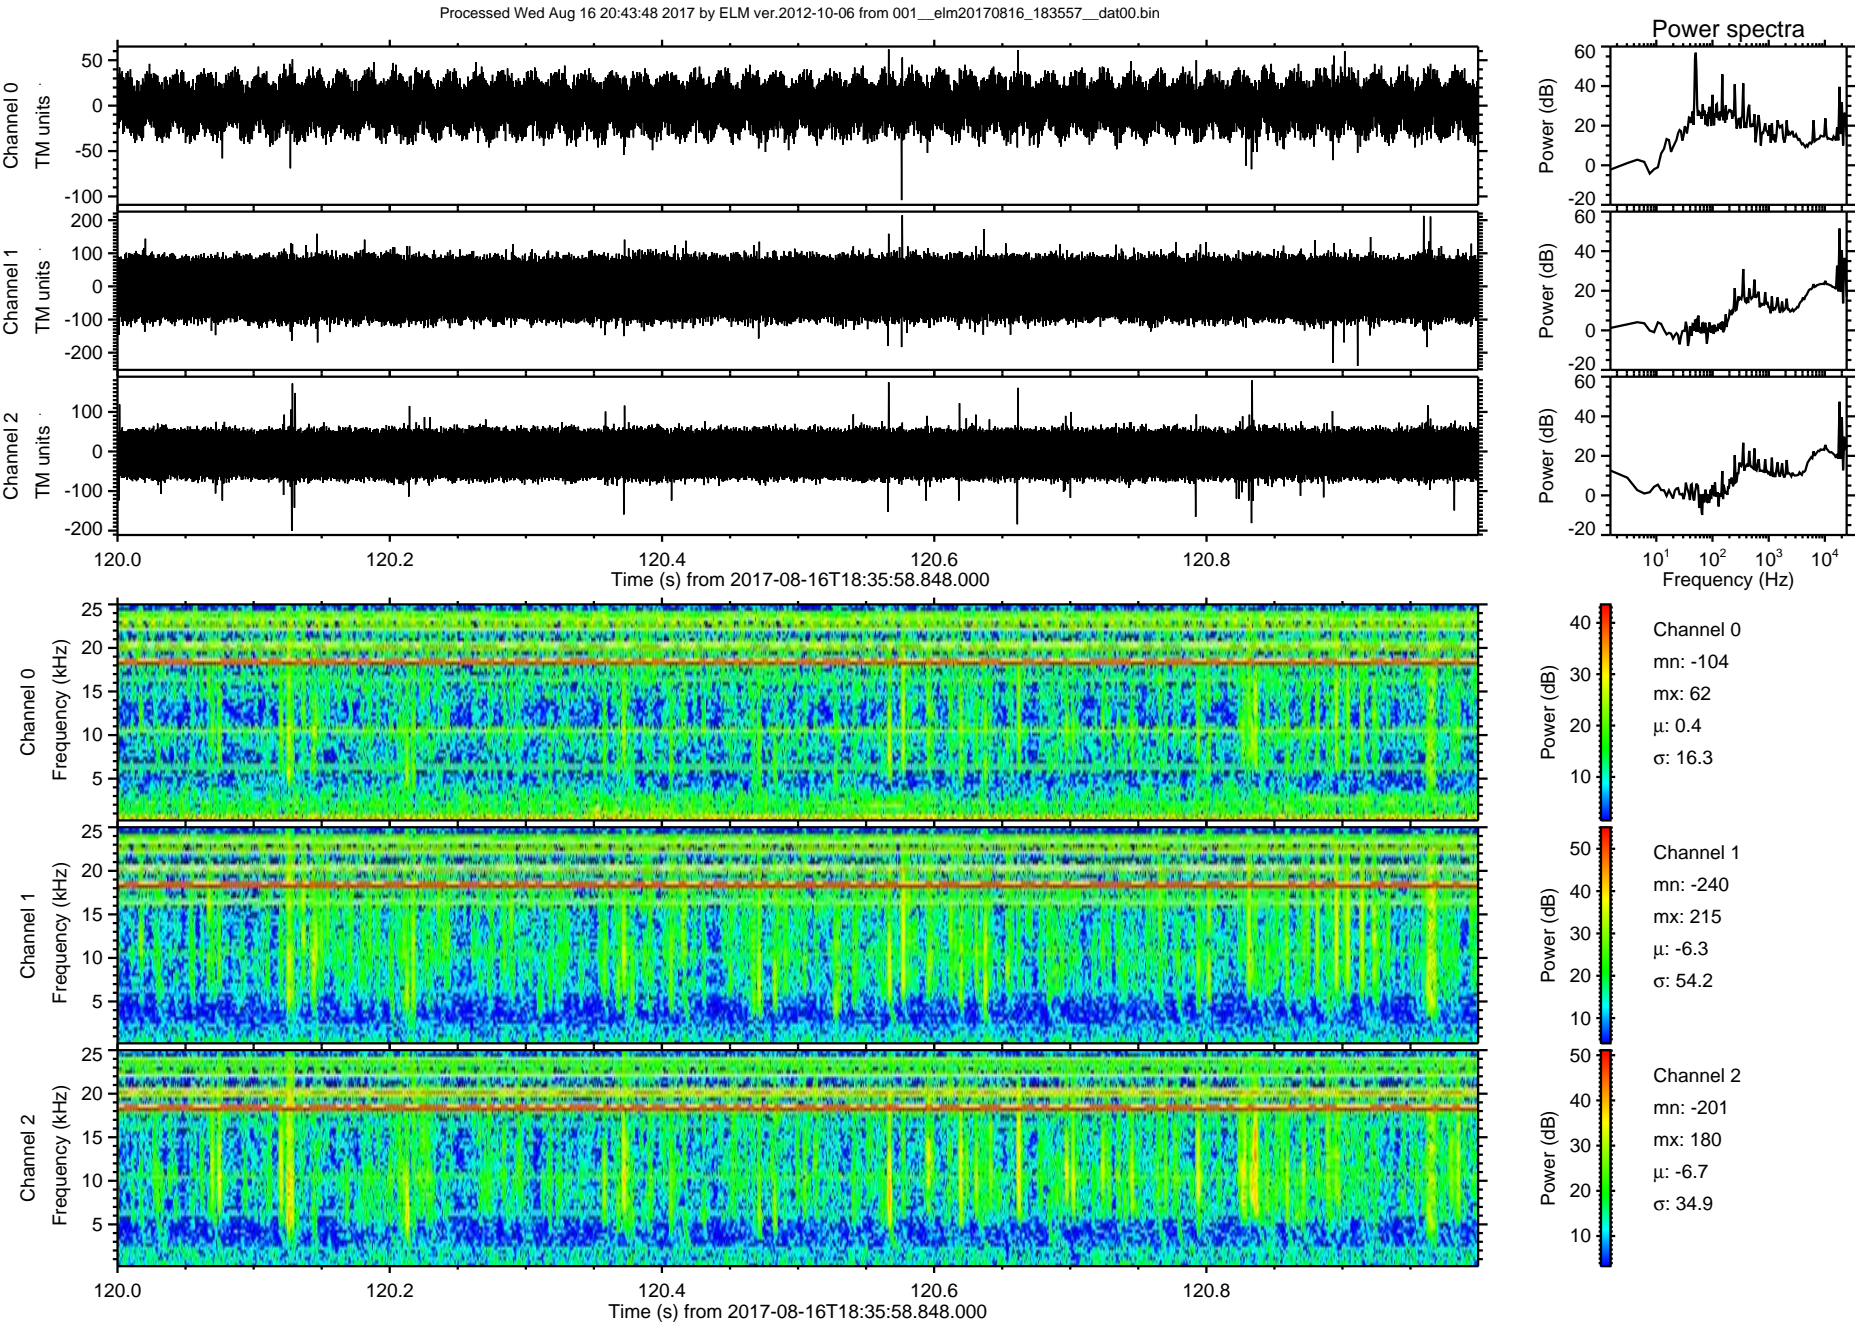 Processed Wed Aug 16 20:43:48 2017 by ELM ver.2012-10-06 from 001__elm20170816_183557__dat00.bin
Power spectra
Channel 0
TM units
50
0
-50
-100
Power (dB)
60
40
20
0
-20
Channel 1
TM units
200
100
0
-100
-200
Power (dB)
60
40
20
0
-20
Channel 2
TM units
100
0
-100
-200
Power (dB)
60
40
20
0
-20
120.0 120.2 120.4 120.6 120.8
Time (s) from 2017-08-16T18:35:58.848.000
10^1 10^2 10^3 10^4
Frequency (Hz)
Channel 0
Frequency (kHz)
25
20
15
10
5
Power (dB)
40
30
20
10
Channel 0
mn: -104
mx: 62
μ: 0.4
σ: 16.3
Channel 1
Frequency (kHz)
25
20
15
10
5
Power (dB)
50
40
30
20
10
Channel 1
mn: -240
mx: 215
μ: -6.3
σ: 54.2
Channel 2
Frequency (kHz)
25
20
15
10
5
Power (dB)
50
40
30
20
10
Channel 2
mn: -201
mx: 180
μ: -6.7
σ: 34.9
120.0 120.2 120.4 120.6 120.8
Time (s) from 2017-08-16T18:35:58.848.000